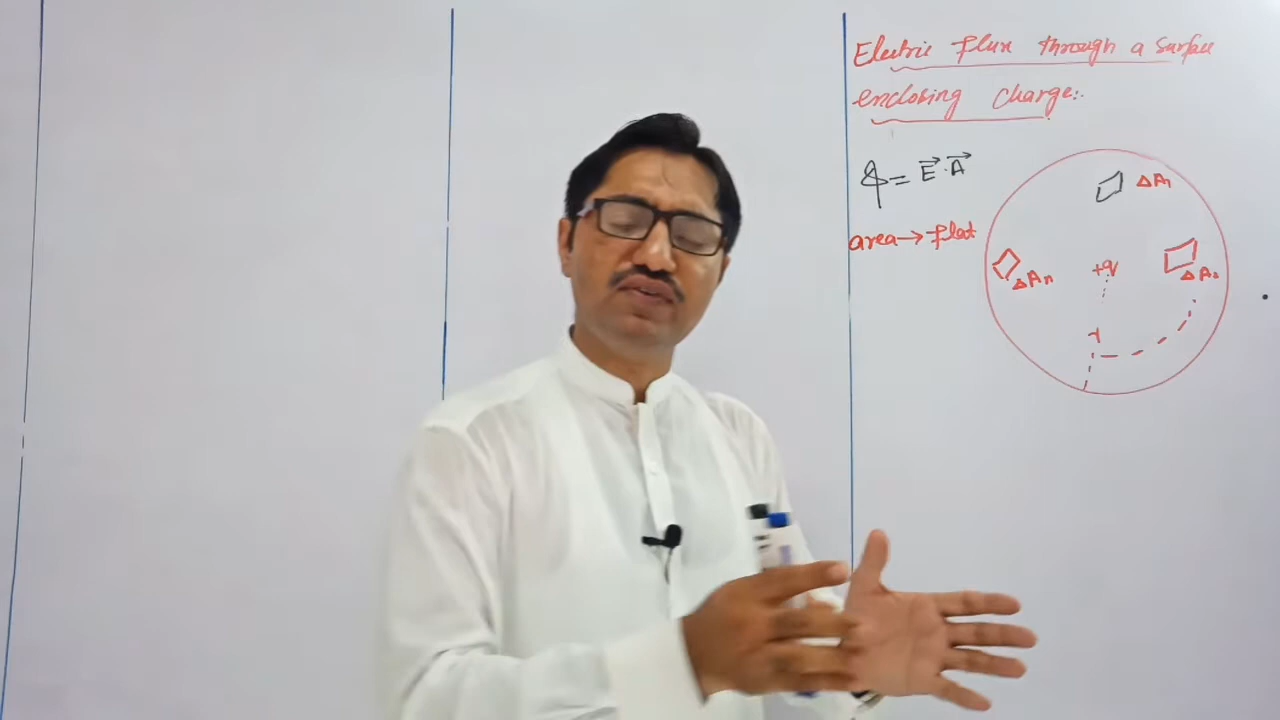 Electric flux through a surface
enclosing charge:.
ϕ = E⃗ . A⃗
area → flat
ΔA₁
ΔA₂
ΔAn
+q
r